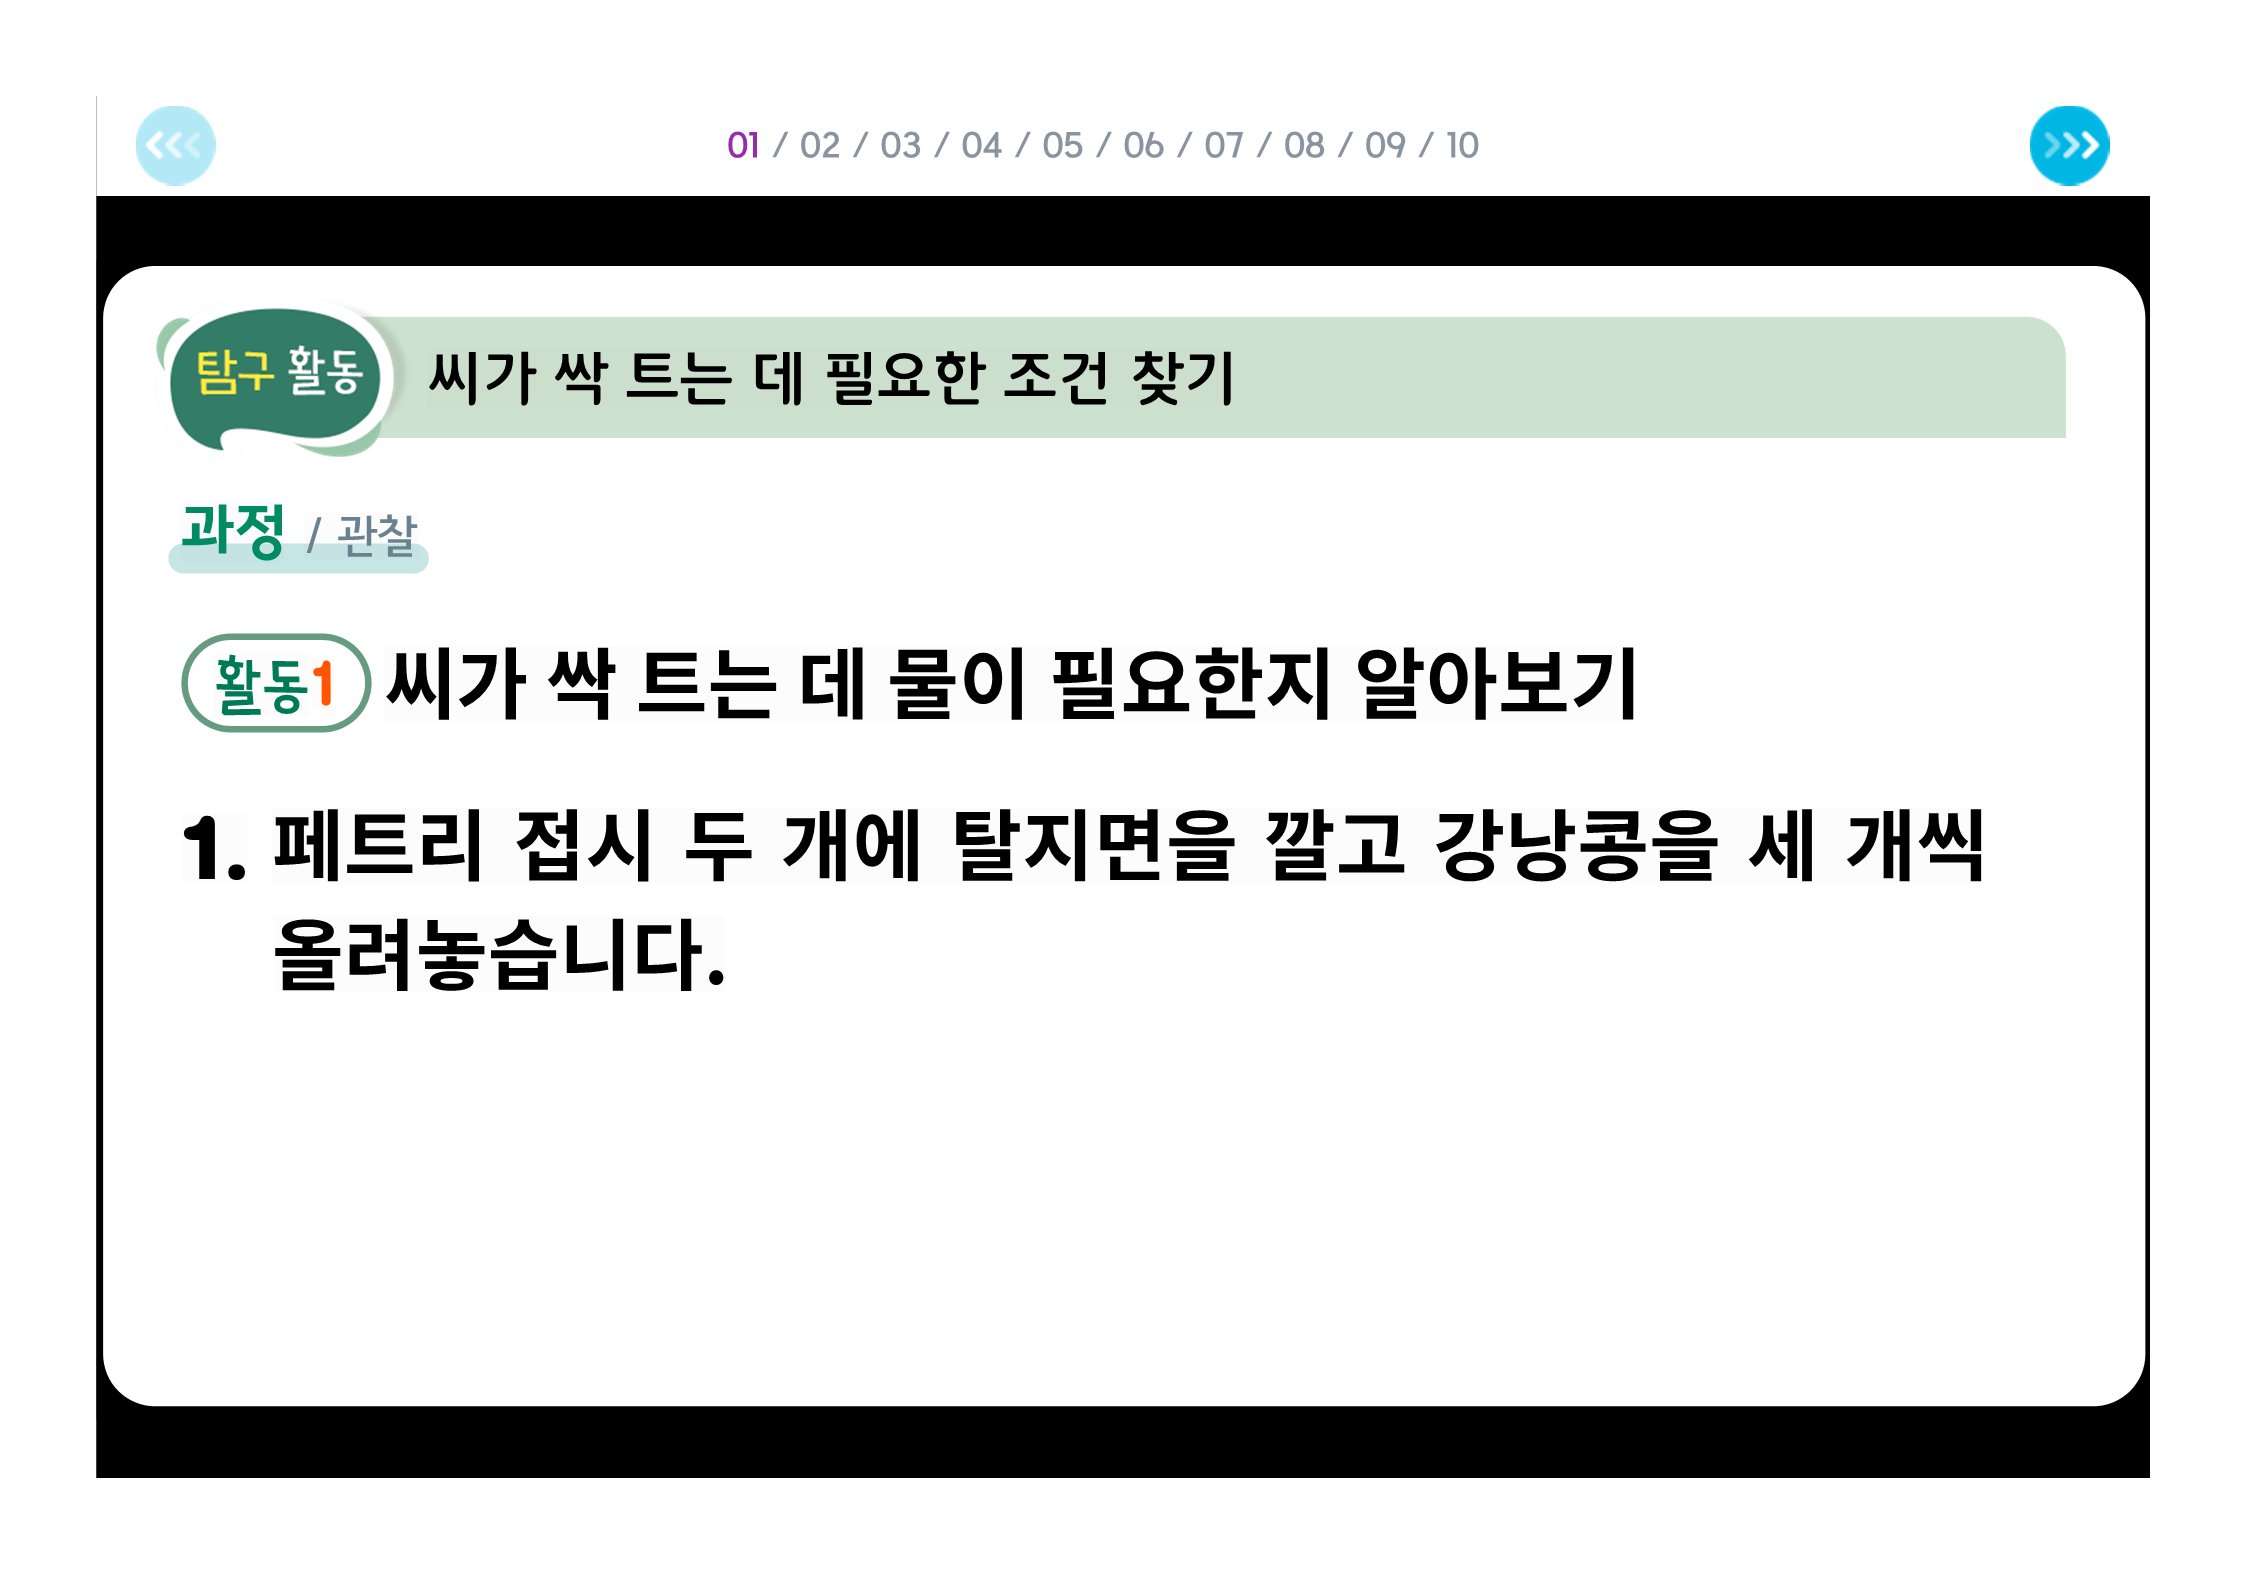 01 / 02 / 03 / 04 / 05 / 06 / 07 / 08 / 09 / 10
탐구 활동 씨가 싹 트는 데 필요한 조건 찾기
과정 / 관찰
활동1 씨가 싹 트는 데 물이 필요한지 알아보기
1. 페트리 접시 두 개에 탈지면을 깔고 강낭콩을 세 개씩
올려놓습니다.